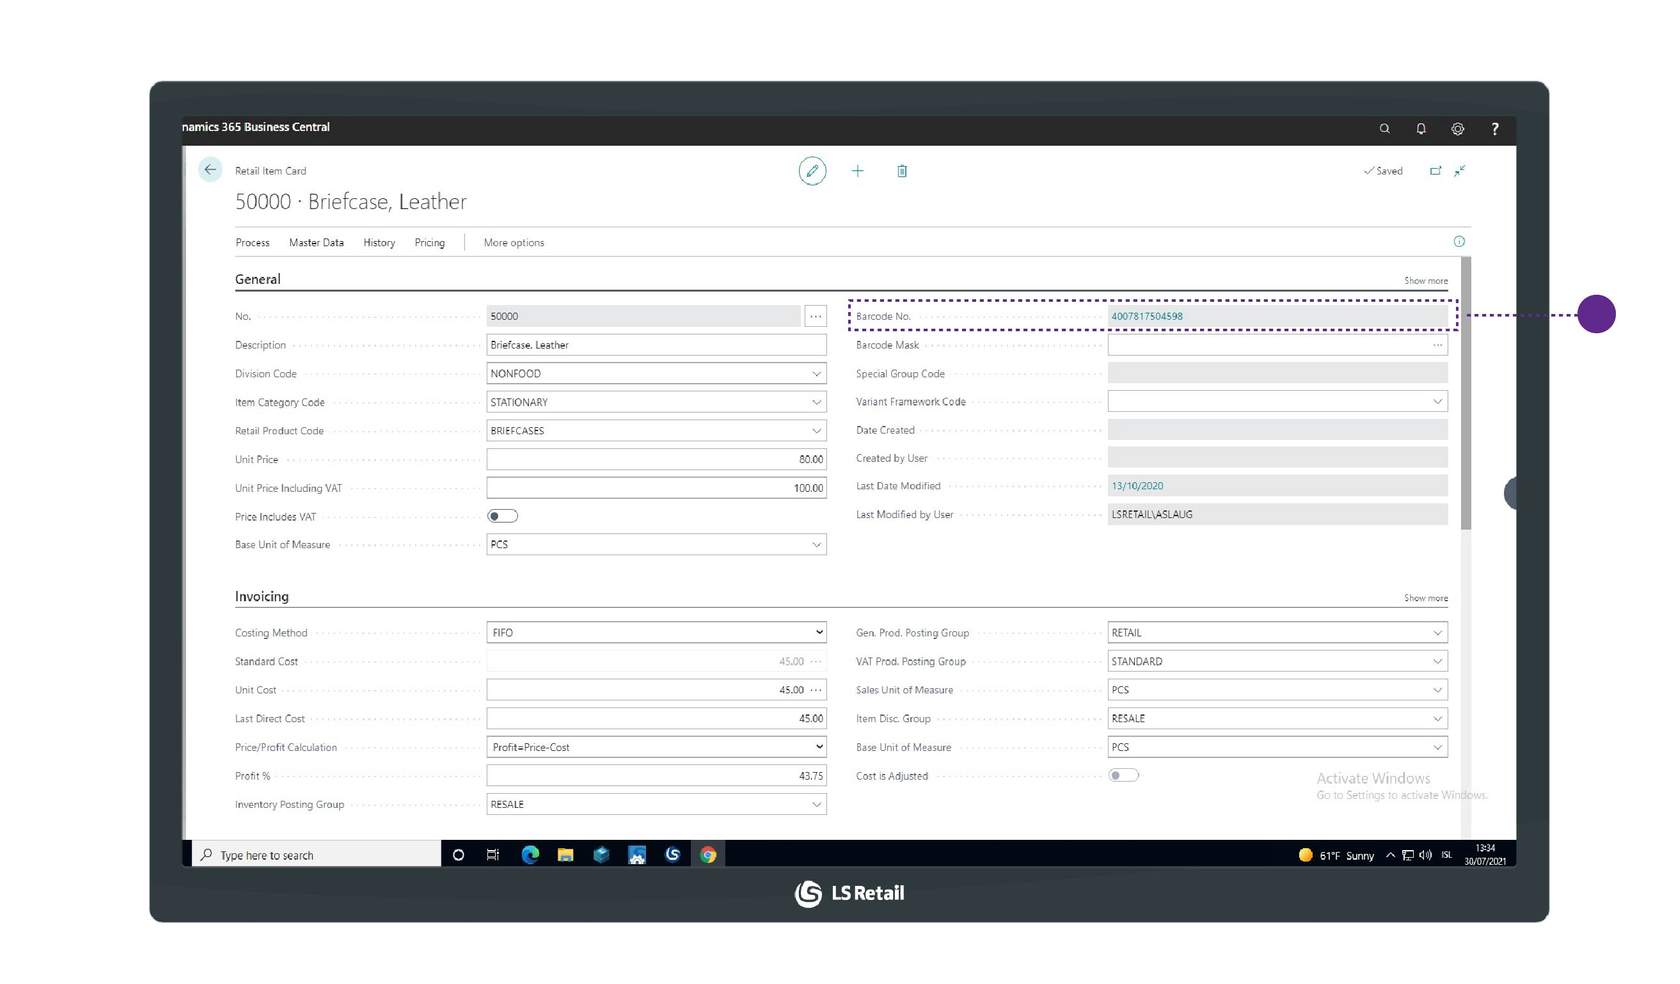 namics 365 Business Central
?
Retail Item Card
Saved
50000 · Briefcase, Leather
Process Master Data History Pricing More options
General
Show more
No. 50000
Barcode No. 4007817504598
Description Briefcase, Leather
Barcode Mask
Division Code NONFOOD
Special Group Code
Item Category Code STATIONARY
Variant Framework Code
Retail Product Code BRIEFCASES
Date Created
Unit Price 80.00
Created by User
Unit Price Including VAT 100.00
Last Date Modified 13/10/2020
Price Includes VAT
Last Modified by User LSRETAIL\ASLAUG
Base Unit of Measure PCS
Invoicing
Show more
Costing Method FIFO
Gen. Prod. Posting Group RETAIL
Standard Cost 45.00
VAT Prod. Posting Group STANDARD
Unit Cost 45.00
Sales Unit of Measure PCS
Last Direct Cost 45.00
Item Disc. Group RESALE
Price/Profit Calculation Profit=Price-Cost
Base Unit of Measure PCS
Profit % 43.75
Cost is Adjusted
Inventory Posting Group RESALE
Activate Windows
Go to Settings to activate Windows.
Type here to search
61°F Sunny
ISL
13:34
30/07/2021
LS Retail